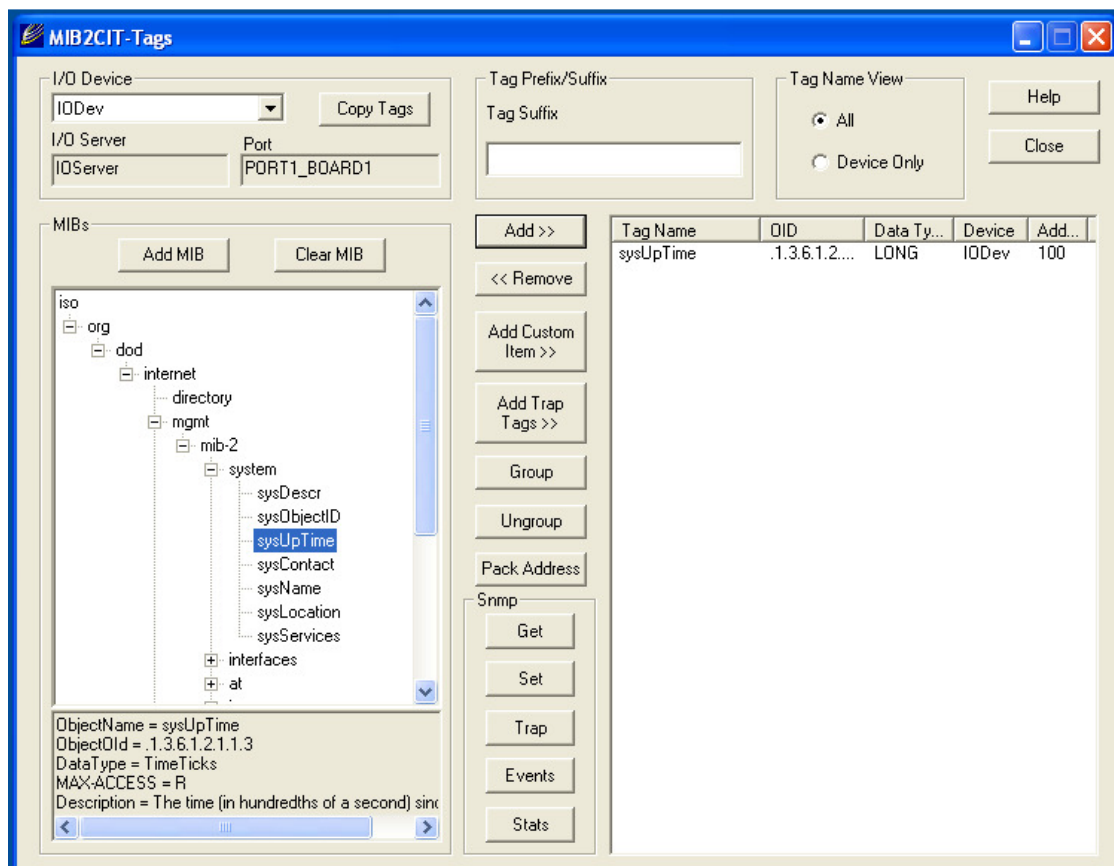 MIB2CIT-Tags
I/O Device
IODev
Copy Tags
I/O Server
Port
IOServer
PORT1_BOARD1
Tag Prefix/Suffix
Tag Suffix
Tag Name View
All
Device Only
Help
Close
MIBs
Add MIB
Clear MIB
iso
org
dod
internet
directory
mgmt
mib-2
system
sysDescr
sysObjectID
sysUpTime
sysContact
sysName
sysLocation
sysServices
interfaces
at
ObjectName = sysUpTime
ObjectOId = .1.3.6.1.2.1.1.3
DataType = TimeTicks
MAX-ACCESS = R
Description = The time (in hundredths of a second) sinc
Add >>
<< Remove
Add Custom
Item >>
Add Trap
Tags >>
Group
Ungroup
Pack Address
Snmp
Get
Set
Trap
Events
Stats
Tag Name OID Data Ty... Device Add...
sysUpTime .1.3.6.1.2.... LONG IODev 100